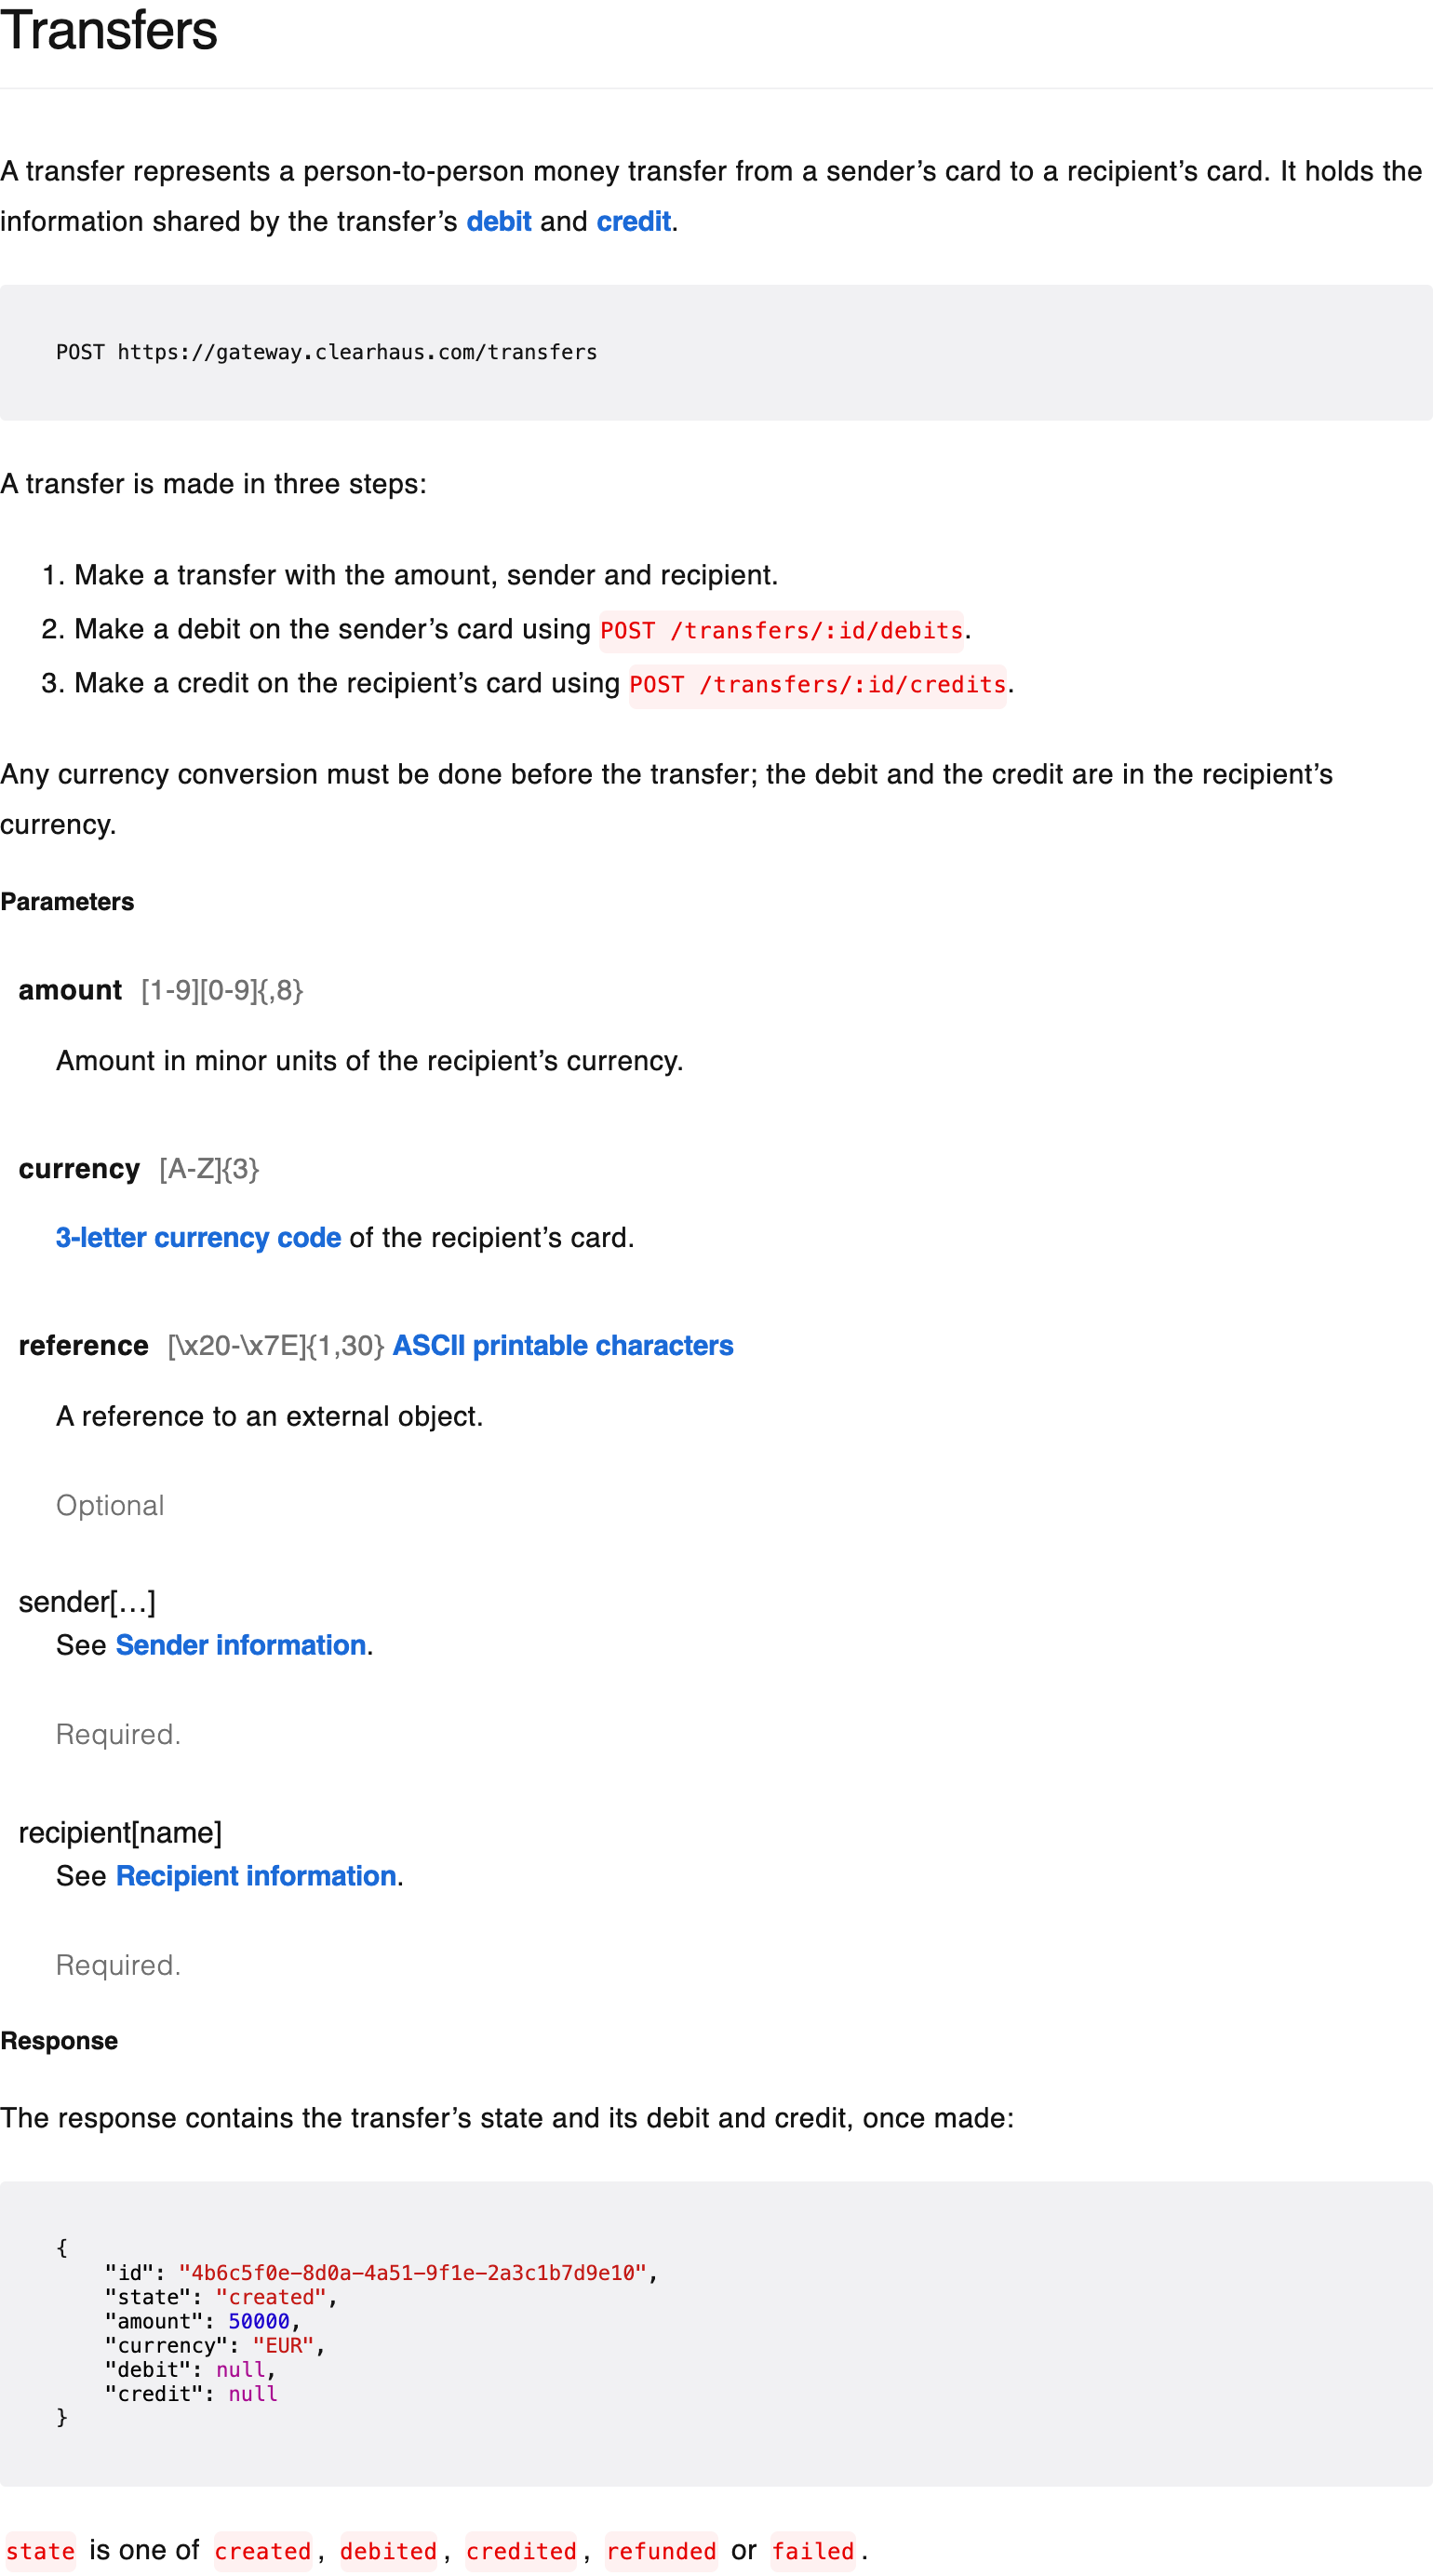 Transfers
A transfer represents a person-to-person money transfer from a sender’s card to a recipient’s card. It holds the
information shared by the transfer’s debit and credit.
POST https://gateway.clearhaus.com/transfers
A transfer is made in three steps:
1. Make a transfer with the amount, sender and recipient.
2. Make a debit on the sender’s card using POST /transfers/:id/debits.
3. Make a credit on the recipient’s card using POST /transfers/:id/credits.
Any currency conversion must be done before the transfer; the debit and the credit are in the recipient’s
currency.
Parameters
amount [1-9][0-9]{,8}
Amount in minor units of the recipient’s currency.
currency [A-Z]{3}
3-letter currency code of the recipient’s card.
reference [\x20-\x7E]{1,30} ASCII printable characters
A reference to an external object.
Optional
sender[…]
See Sender information.
Required.
recipient[name]
See Recipient information.
Required.
Response
The response contains the transfer’s state and its debit and credit, once made:
{
    "id": "4b6c5f0e-8d0a-4a51-9f1e-2a3c1b7d9e10",
    "state": "created",
    "amount": 50000,
    "currency": "EUR",
    "debit": null,
    "credit": null
}
state is one of created, debited, credited, refunded or failed.